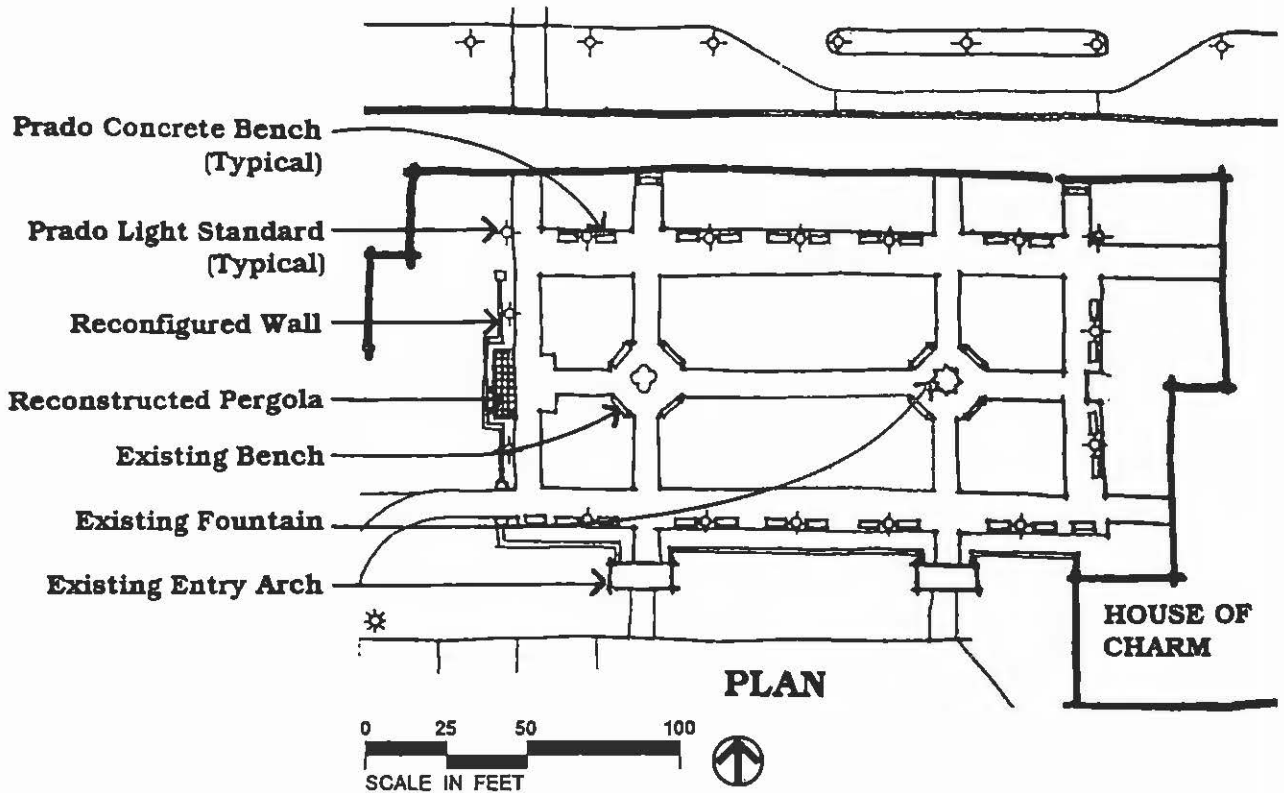 Prado Concrete Bench
(Typical)
Prado Light Standard
(Typical)
Reconfigured Wall
Reconstructed Pergola
Existing Bench
Existing Fountain
Existing Entry Arch
HOUSE OF
CHARM
PLAN
0 25 50 100
SCALE IN FEET